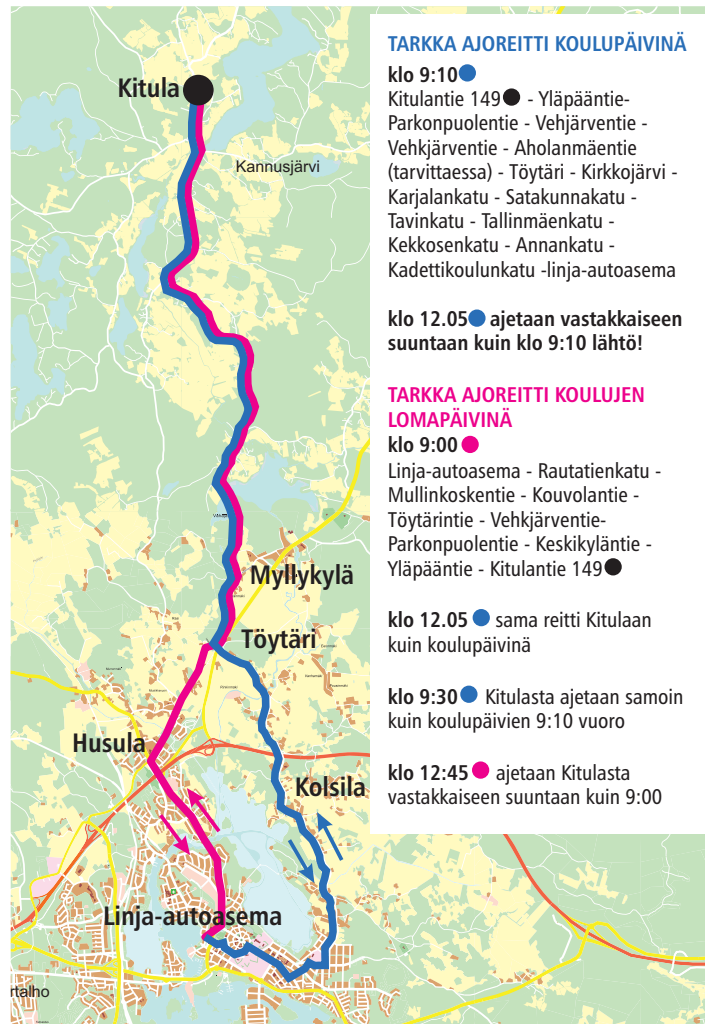 Kitula
Kannusjärvi
Myllykylä
Töytäri
Husula
Kolsila
Linja-autoasema
rtalho
TARKKA AJOREITTI KOULUPÄIVINÄ
klo 9:10
Kitulantie 149 - Yläpääntie-
Parkonpuolentie - Vehjärventie -
Vehkjärventie - Aholanmäentie
(tarvittaessa) - Töytäri - Kirkkojärvi -
Karjalankatu - Satakunnakatu -
Tavinkatu - Tallinmäenkatu -
Kekkosenkatu - Annankatu -
Kadettikoulunkatu -linja-autoasema
klo 12.05 ajetaan vastakkaiseen
suuntaan kuin klo 9:10 lähtö!
TARKKA AJOREITTI KOULUJEN
LOMAPÄIVINÄ
klo 9:00
Linja-autoasema - Rautatienkatu -
Mullinkoskentie - Kouvolantie -
Töytärintie - Vehkjärventie-
Parkonpuolentie - Keskikyläntie -
Yläpääntie - Kitulantie 149
klo 12.05 sama reitti Kitulaan
kuin koulupäivinä
klo 9:30 Kitulasta ajetaan samoin
kuin koulupäivien 9:10 vuoro
klo 12:45 ajetaan Kitulasta
vastakkaiseen suuntaan kuin 9:00